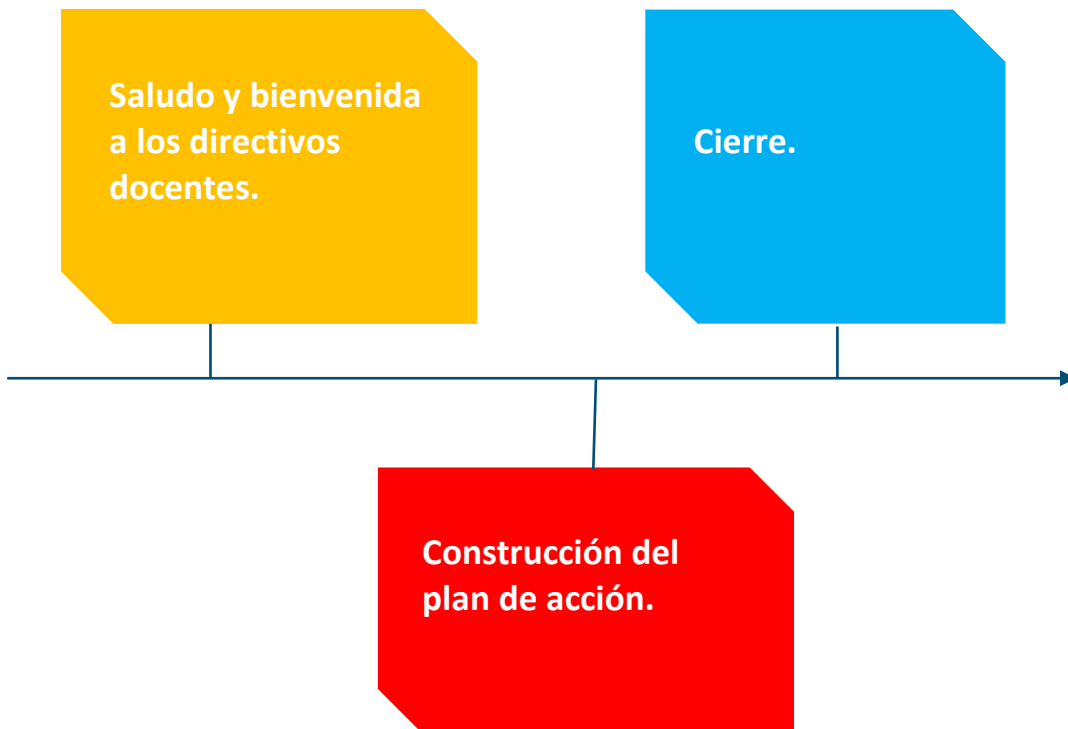 Saludo y bienvenida
a los directivos
docentes.
Cierre.
Construcción del
plan de acción.